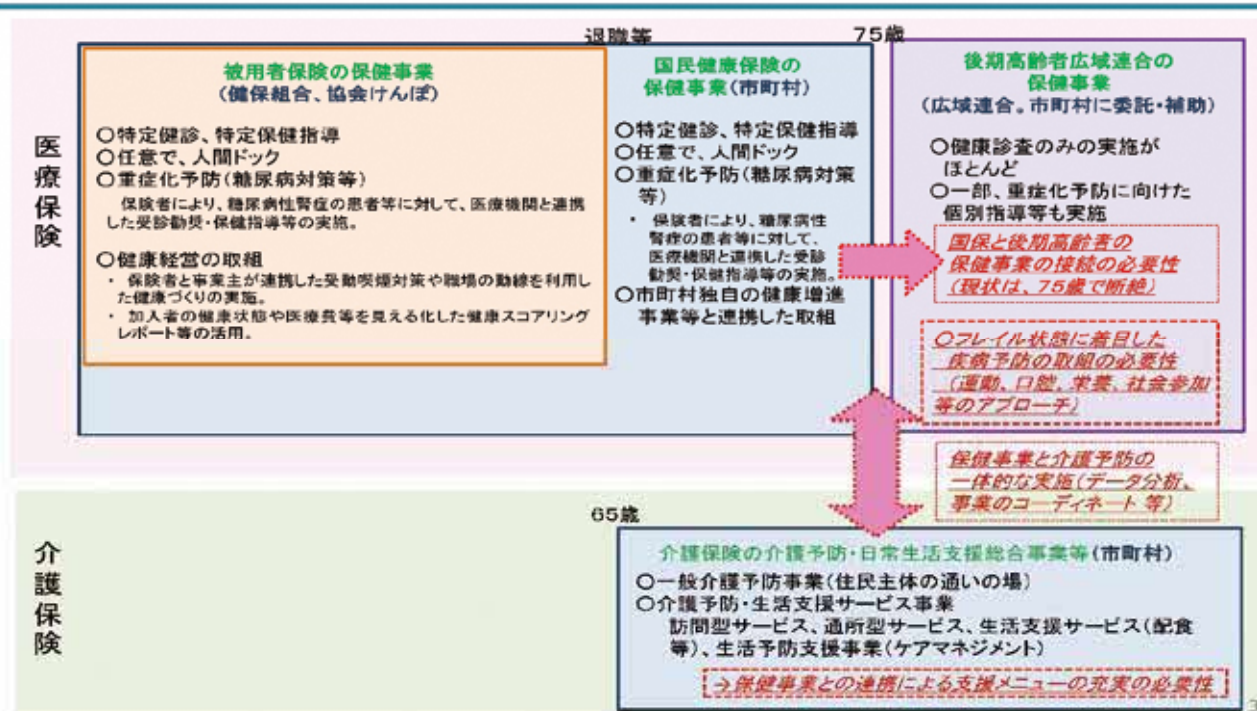 退職等
75歳
医療保険
被用者保険の保健事業
(健保組合、協会けんぽ)
〇特定健診、特定保健指導
〇任意で、人間ドック
〇重症化予防(糖尿病対策等)
保険者により、糖尿病性腎症の患者等に対して、医療機関と連携
した受診勧奨・保健指導等の実施。
〇健康経営の取組
・ 保険者と事業主が連携した受動喫煙対策や職場の動線を利用し
た健康づくりの実施。
・ 加入者の健康状態や医療費等を見える化した健康スコアリング
レポート等の活用。
国民健康保険の
保健事業(市町村)
〇特定健診、特定保健指導
〇任意で、人間ドック
〇重症化予防(糖尿病対策
等)
・ 保険者により、糖尿病性
腎症の患者等に対して、
医療機関と連携した受診
勧奨・保健指導等の実施。
〇市町村独自の健康増進
事業等と連携した取組
後期高齢者広域連合の
保健事業
(広域連合。市町村に委託・補助)
〇健康診査のみの実施が
ほとんど
〇一部、重症化予防に向けた
個別指導等も実施
国保と後期高齢者の
保健事業の接続の必要性
(現状は、75歳で断絶)
〇フレイル状態に着目した
疾病予防の取組の必要性
(運動、口腔、栄養、社会参加
等のアプローチ)
保健事業と介護予防の
一体的な実施(データ分析、
事業のコーディネート 等)
介護保険
65歳
介護保険の介護予防・日常生活支援総合事業等(市町村)
〇一般介護予防事業(住民主体の通いの場)
〇介護予防・生活支援サービス事業
訪問型サービス、通所型サービス、生活支援サービス(配食
等)、生活予防支援事業(ケアマネジメント)
→保健事業との連携による支援メニューの充実の必要性